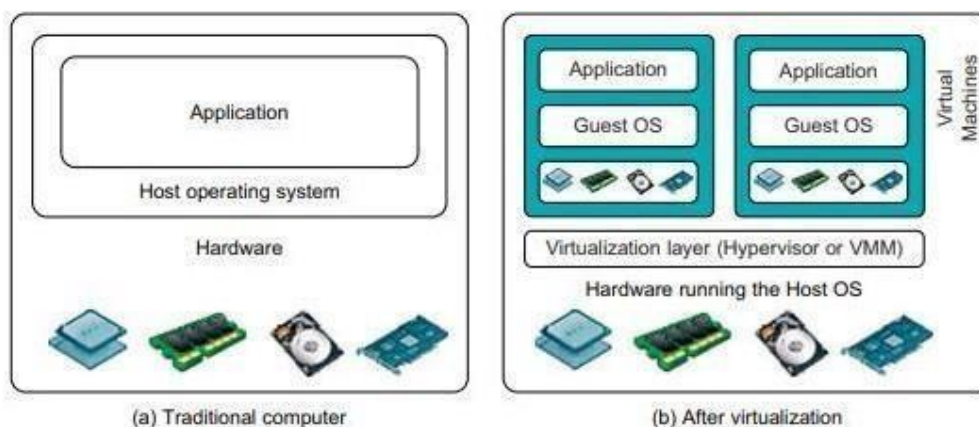 Application
Host operating system
Hardware
(a) Traditional computer
Application
Guest OS
Application
Guest OS
Virtual
Machines
Virtualization layer (Hypervisor or VMM)
Hardware running the Host OS
(b) After virtualization